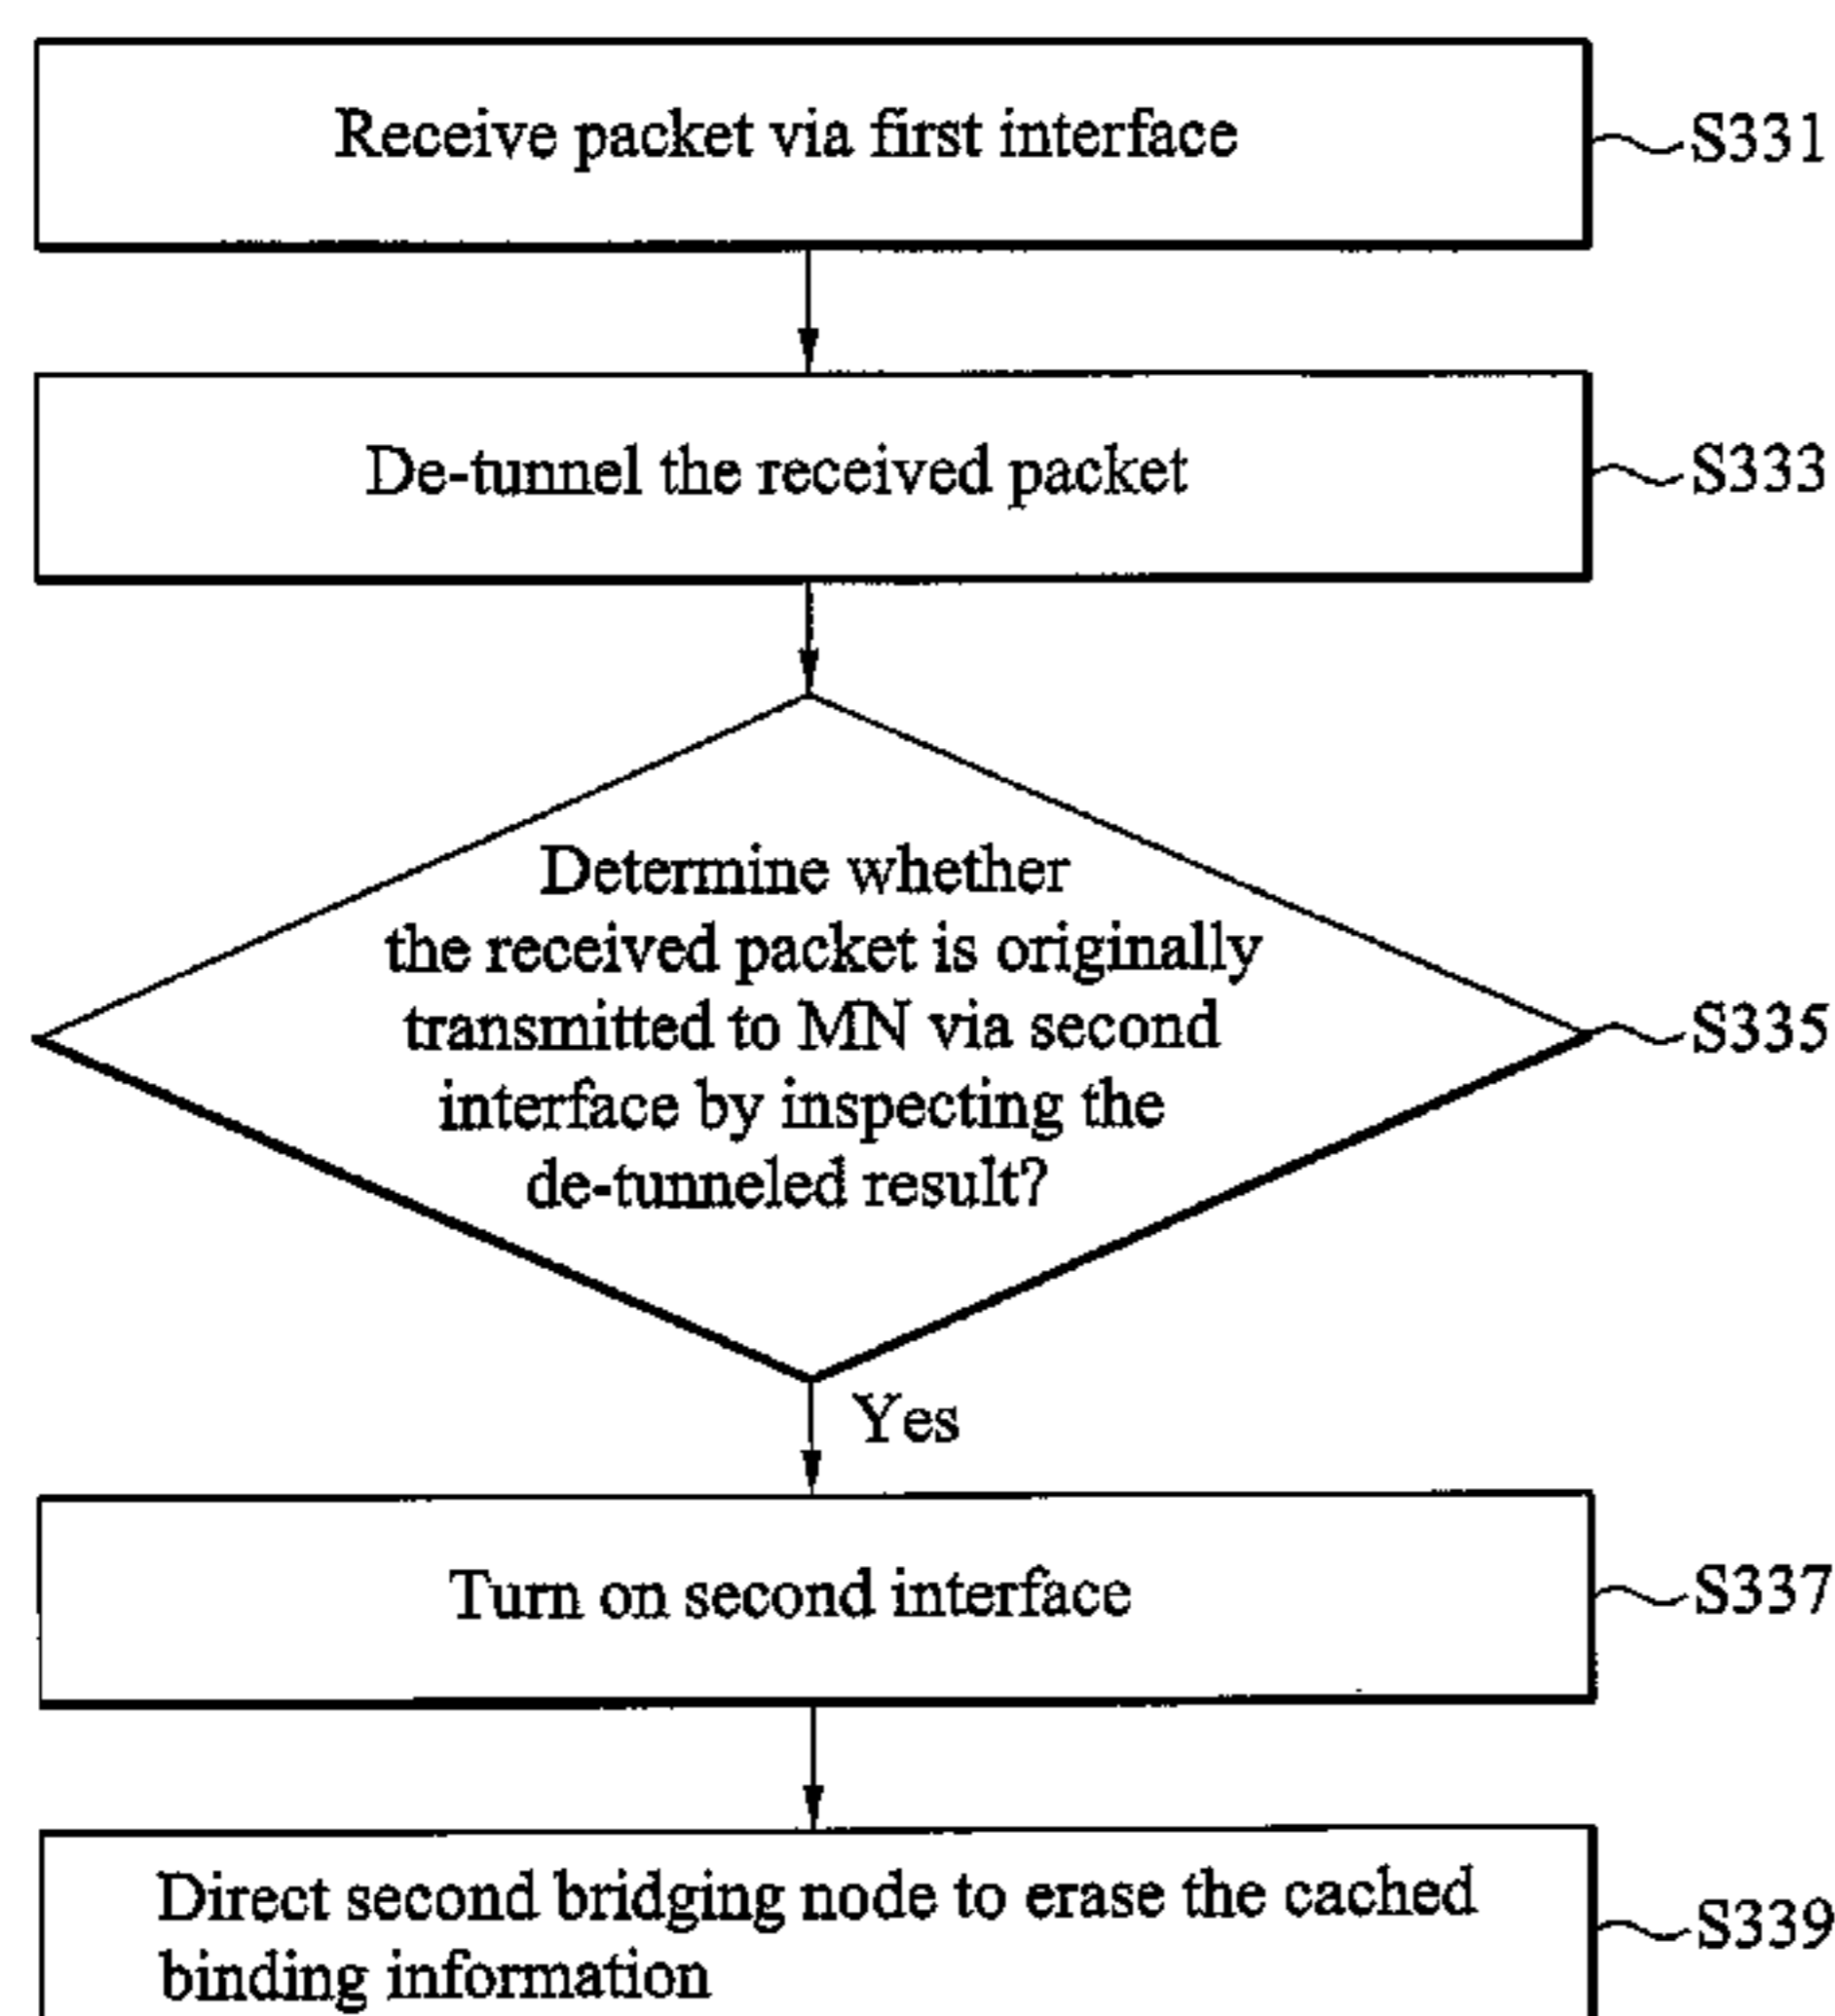 Receive packet via first interface
S331
De-tunnel the received packet
S333
Determine whether
the received packet is originally
transmitted to MN via second
interface by inspecting the
de-tunneled result?
S335
Yes
Turn on second interface
S337
Direct second bridging node to erase the cached
binding information
S339